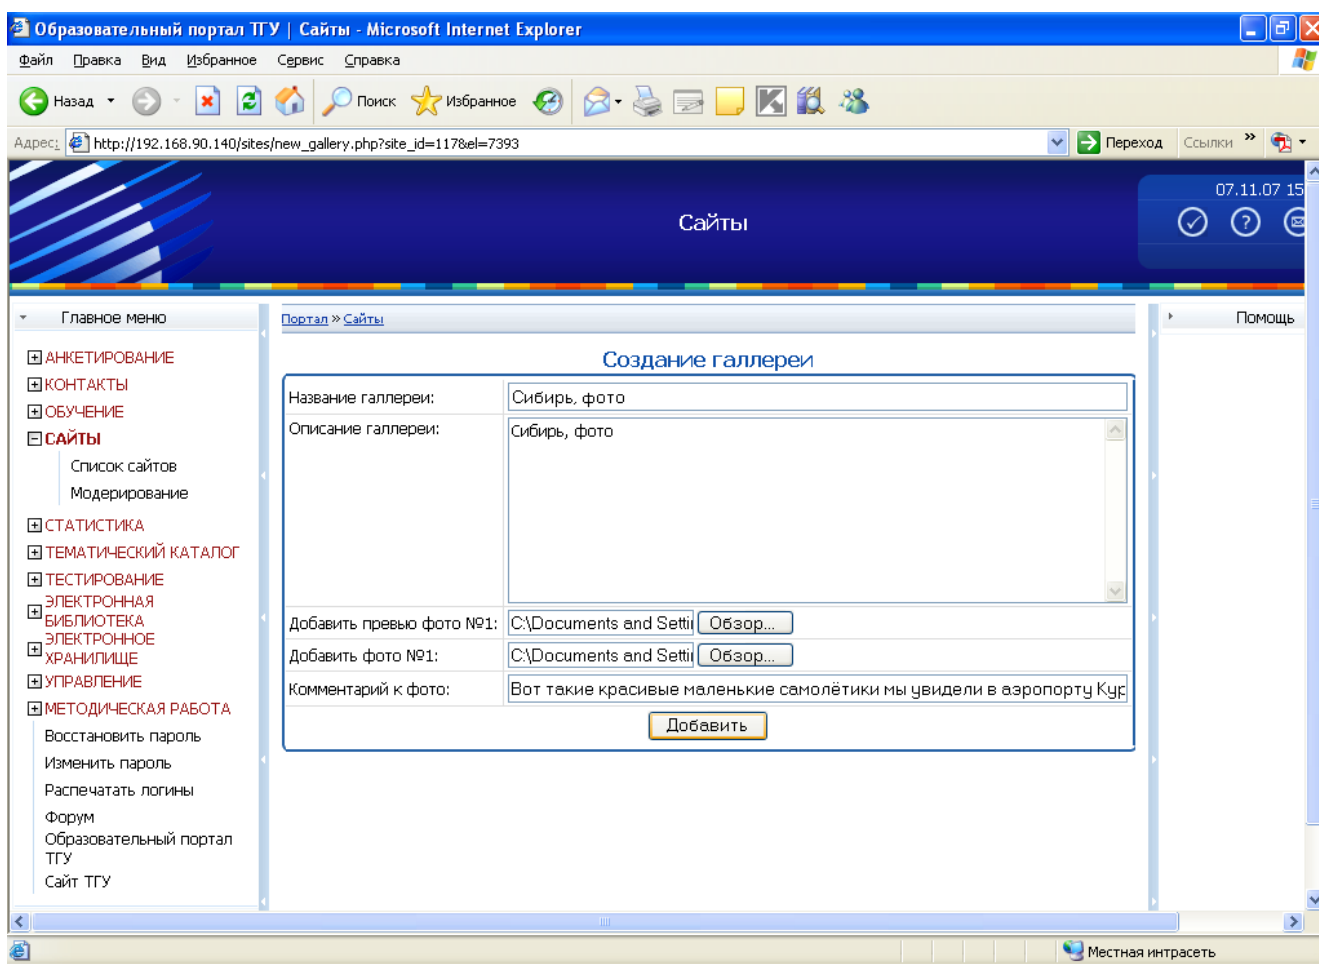 Образовательный портал ТГУ | Сайты - Microsoft Internet Explorer
Файл Правка Вид Избранное Сервис Справка
Назад Поиск Избранное
Адрес: http://192.168.90.140/sites/new_gallery.php?site_id=117&el=7393 Переход Ссылки »
07.11.07 15
Сайты
Главное меню
Портал » Сайты
Помощь
АНКЕТИРОВАНИЕ
КОНТАКТЫ
ОБУЧЕНИЕ
САЙТЫ
Список сайтов
Модерирование
СТАТИСТИКА
ТЕМАТИЧЕСКИЙ КАТАЛОГ
ТЕСТИРОВАНИЕ
ЭЛЕКТРОННАЯ
БИБЛИОТЕКА
ЭЛЕКТРОННОЕ
ХРАНИЛИЩЕ
УПРАВЛЕНИЕ
МЕТОДИЧЕСКАЯ РАБОТА
Восстановить пароль
Изменить пароль
Распечатать логины
Форум
Образовательный портал
ТГУ
Сайт ТГУ
Создание галлереи
Название галлереи: Сибирь, фото
Описание галлереи: Сибирь, фото
Добавить превью фото №1: C:\Documents and Settin Обзор...
Добавить фото №1: C:\Documents and Settin Обзор...
Комментарий к фото: Вот такие красивые маленькие самолётики мы увидели в аэропорту Кур
Добавить
Местная интрасеть